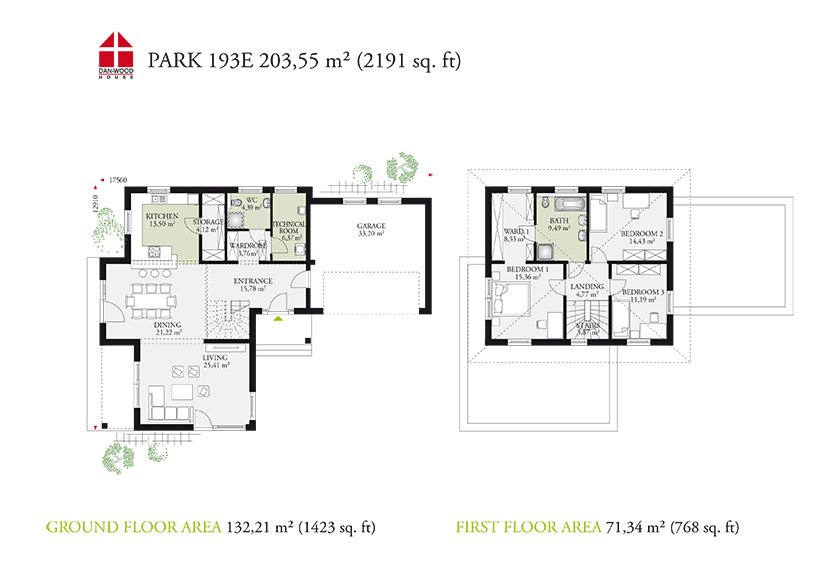 DAN-WOOD
HOUSE
PARK 193E 203,55 m² (2191 sq. ft)
17560
12910
KITCHEN
13.50 m²
STORAGE
4,12 m²
WC
4,39 m²
TECHNICAL
ROOM
6,37 m²
WARDROBE
3,76 m²
GARAGE
33,20 m²
ENTRANCE
15,78 m²
DINING
21,22 m²
LIVING
25,41 m²
WARD. 1
8,33 m²
BATH
9,49 m²
BEDROOM 2
14,43 m²
BEDROOM 1
15,36 m²
LANDING
4,77 m²
BEDROOM 3
11,19 m²
STAIRS
3,87 m²
GROUND FLOOR AREA 132,21 m² (1423 sq. ft)
FIRST FLOOR AREA 71,34 m² (768 sq. ft)